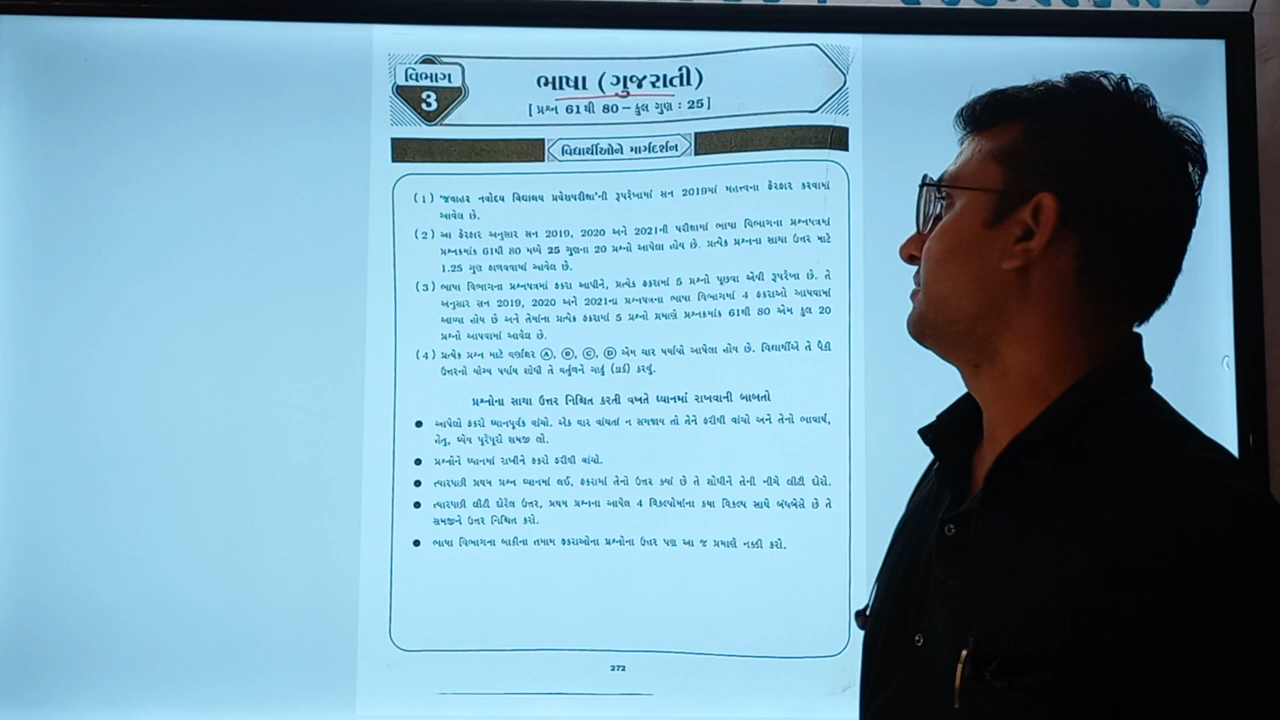 વિભાગ
3
ભાષા (ગુજરાતી)
[ પ્રશ્ન 61થી 80 – કુલ ગુણ : 25 ]
વિદ્યાર્થીઓને માર્ગદર્શન
(1) 'જવાહર નવોદય વિદ્યાલય પ્રવેશપરીક્ષા'ની રૂપરેખામાં સન 2019માં મહત્ત્વના ફેરફાર કરવામાં
આવેલ છે.
(2) આ ફેરફાર અનુસાર સન 2019, 2020 અને 2021ની પરીક્ષામાં ભાષા વિભાગના પ્રશ્નપત્રમાં
પ્રશ્નક્રમાંક 61થી 80 મધ્યે 25 ગુણના 20 પ્રશ્નો આપેલા હોય છે. પ્રત્યેક પ્રશ્નના સાચા ઉત્તર માટે
1.25 ગુણ ફાળવવામાં આવેલ છે.
(3) ભાષા વિભાગના પ્રશ્નપત્રમાં ફકરા આપીને, પ્રત્યેક ફકરામાં 5 પ્રશ્નો પૂછવા એવી રૂપરેખા છે. તે
અનુસાર સન 2019, 2020 અને 2021ના પ્રશ્નપત્રના ભાષા વિભાગમાં 4 ફકરાઓ આપવામાં
આવ્યા હોય છે અને તેમાંના પ્રત્યેક ફકરામાં 5 પ્રશ્નો પ્રમાણે પ્રશ્નક્રમાંક 61થી 80 એમ કુલ 20
પ્રશ્નો આપવામાં આવેલ છે.
(4) પ્રત્યેક પ્રશ્ન માટે વર્ણાક્ષર Ⓐ, Ⓑ, Ⓒ, Ⓓ એમ ચાર પર્યાયો આપેલા હોય છે. વિદ્યાર્થીએ તે પૈકી
ઉત્તરનો યોગ્ય પર્યાય શોધી તે વર્તુળને ગાઢું (ડાર્ક) કરવું.
પ્રશ્નોના સાચા ઉત્તર નિશ્ચિત કરતી વખતે ધ્યાનમાં રાખવાની બાબતો
● આપેલો ફકરો ધ્યાનપૂર્વક વાંચો. એક વાર વાંચતાં ન સમજાય તો તેને ફરીથી વાંચો અને તેનો ભાવાર્થ,
હેતુ, ધ્યેય પૂરેપૂરો સમજી લો.
● પ્રશ્નોને ધ્યાનમાં રાખીને ફકરો ફરીથી વાંચો.
● ત્યારપછી પ્રથમ પ્રશ્ન ધ્યાનમાં લઈ, ફકરામાં તેનો ઉત્તર ક્યાં છે તે શોધીને તેની નીચે લીટી દોરો.
● ત્યારપછી લીટી દોરેલ ઉત્તર, પ્રથમ પ્રશ્નના આપેલ 4 વિકલ્પોમાંના કયા વિકલ્પ સાથે બંધબેસે છે તે
સમજીને ઉત્તર નિશ્ચિત કરો.
● ભાષા વિભાગના બાકીના તમામ ફકરાઓના પ્રશ્નોના ઉત્તર પણ આ જ પ્રમાણે નક્કી કરો.
272